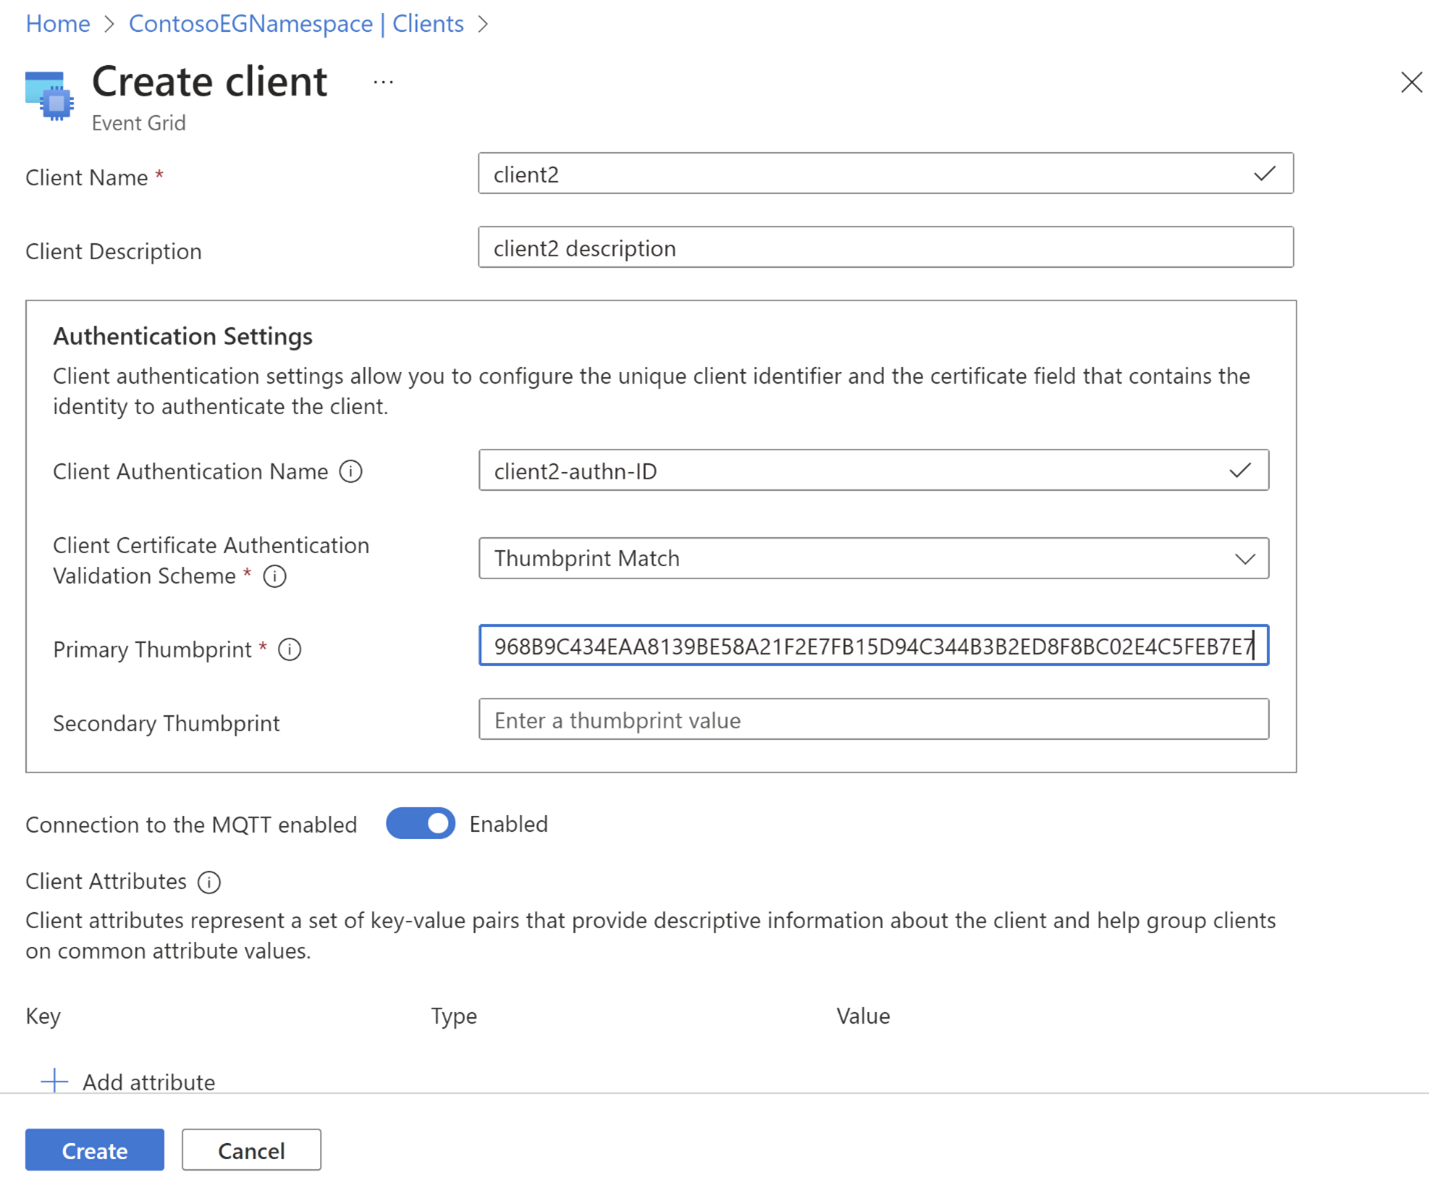 Home > ContosoEGNamespace | Clients >
Create client ...
Event Grid
Client Name * client2
Client Description client2 description
Authentication Settings
Client authentication settings allow you to configure the unique client identifier and the certificate field that contains the
identity to authenticate the client.
Client Authentication Name client2-authn-ID
Client Certificate Authentication
Validation Scheme * Thumbprint Match
Primary Thumbprint * 968B9C434EAA8139BE58A21F2E7FB15D94C344B3B2ED8F8BC02E4C5FEB7E7
Secondary Thumbprint Enter a thumbprint value
Connection to the MQTT enabled Enabled
Client Attributes
Client attributes represent a set of key-value pairs that provide descriptive information about the client and help group clients
on common attribute values.
Key Type Value
+ Add attribute
Create Cancel